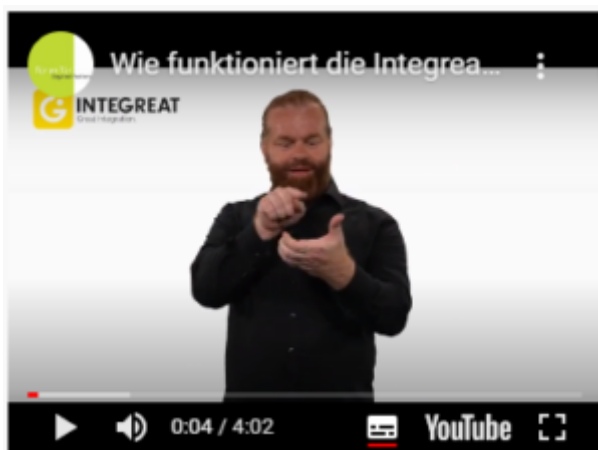 Wie funktioniert die Integrea...
INTEGREAT
Great Integration.
0:04 / 4:02
YouTube